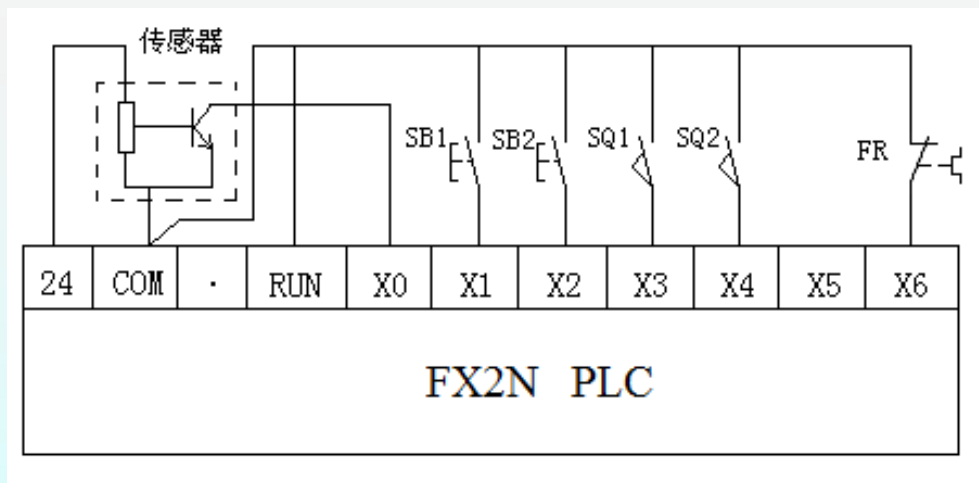 传感器
SB1 SB2 SQ1 SQ2 FR
24 COM · RUN X0 X1 X2 X3 X4 X5 X6
FX2N PLC